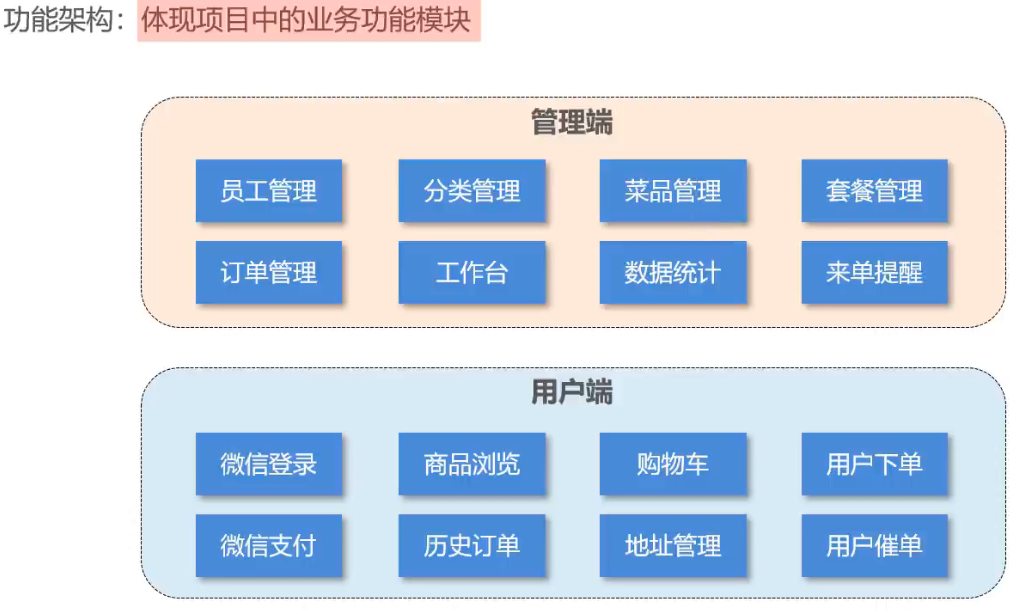 功能架构：体现项目中的业务功能模块
管理端
员工管理 分类管理 菜品管理 套餐管理
订单管理 工作台 数据统计 来单提醒
用户端
微信登录 商品浏览 购物车 用户下单
微信支付 历史订单 地址管理 用户催单